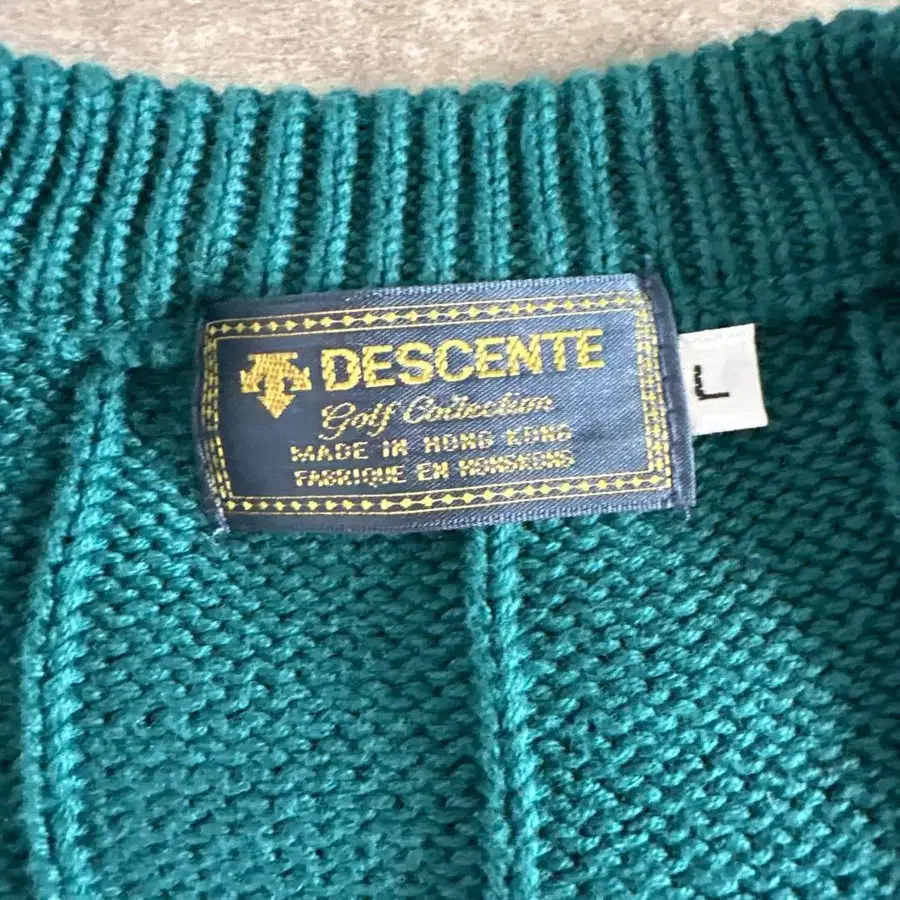 DESCENTE
Golf Collection
MADE IN HONG KONG
FABRIQUE EN HONGKONG
L